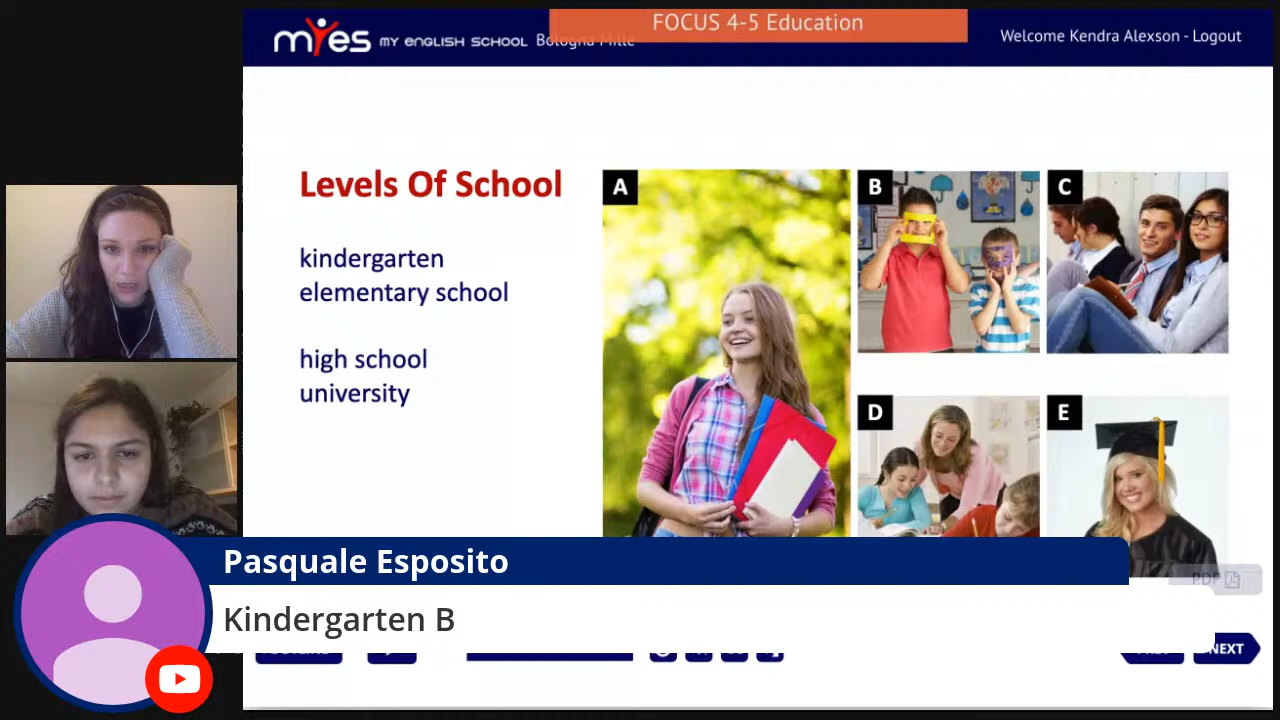 FOCUS 4-5 Education
myes MY ENGLISH SCHOOL Bologna Mille
Welcome Kendra Alexson - Logout
Levels Of School
kindergarten
elementary school
high school
university
A
B
C
D
E
PDF
Pasquale Esposito
Kindergarten B
NEXT